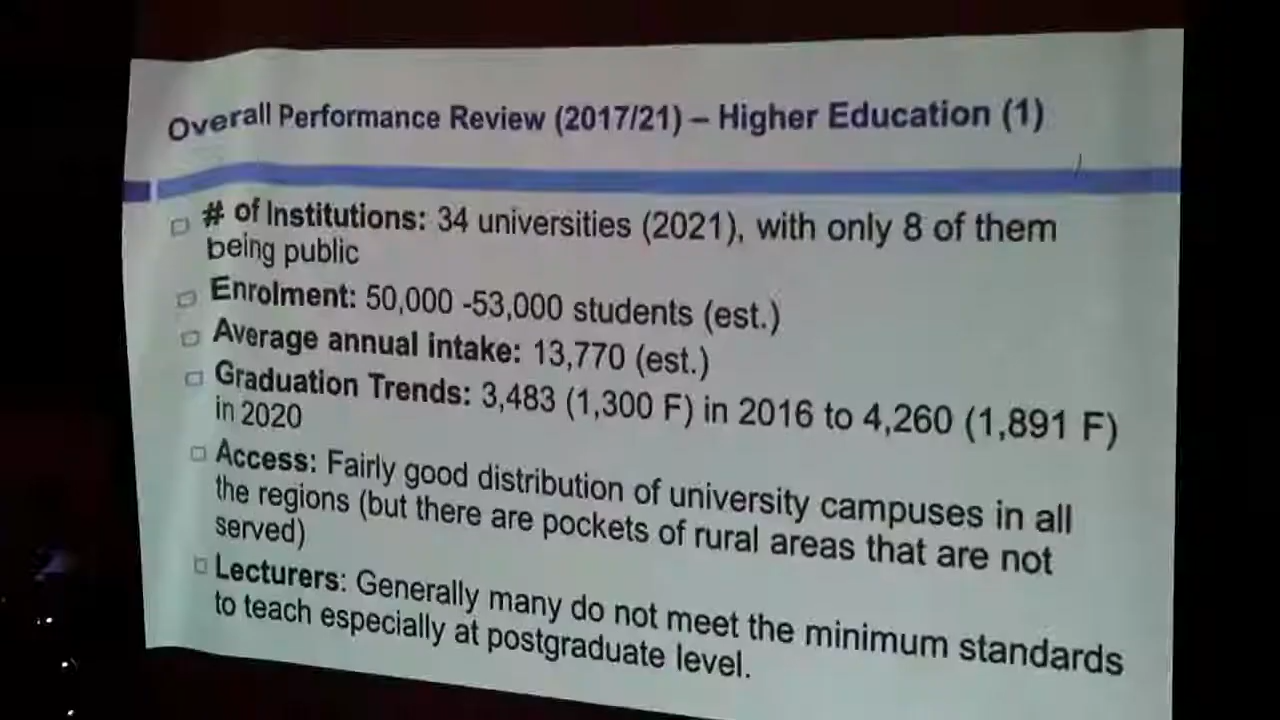 Overall Performance Review (2017/21) – Higher Education (1)
# of Institutions: 34 universities (2021), with only 8 of them
being public
Enrolment: 50,000 -53,000 students (est.)
Average annual intake: 13,770 (est.)
Graduation Trends: 3,483 (1,300 F) in 2016 to 4,260 (1,891 F)
in 2020
Access: Fairly good distribution of university campuses in all
the regions (but there are pockets of rural areas that are not
served)
Lecturers: Generally many do not meet the minimum standards
to teach especially at postgraduate level.